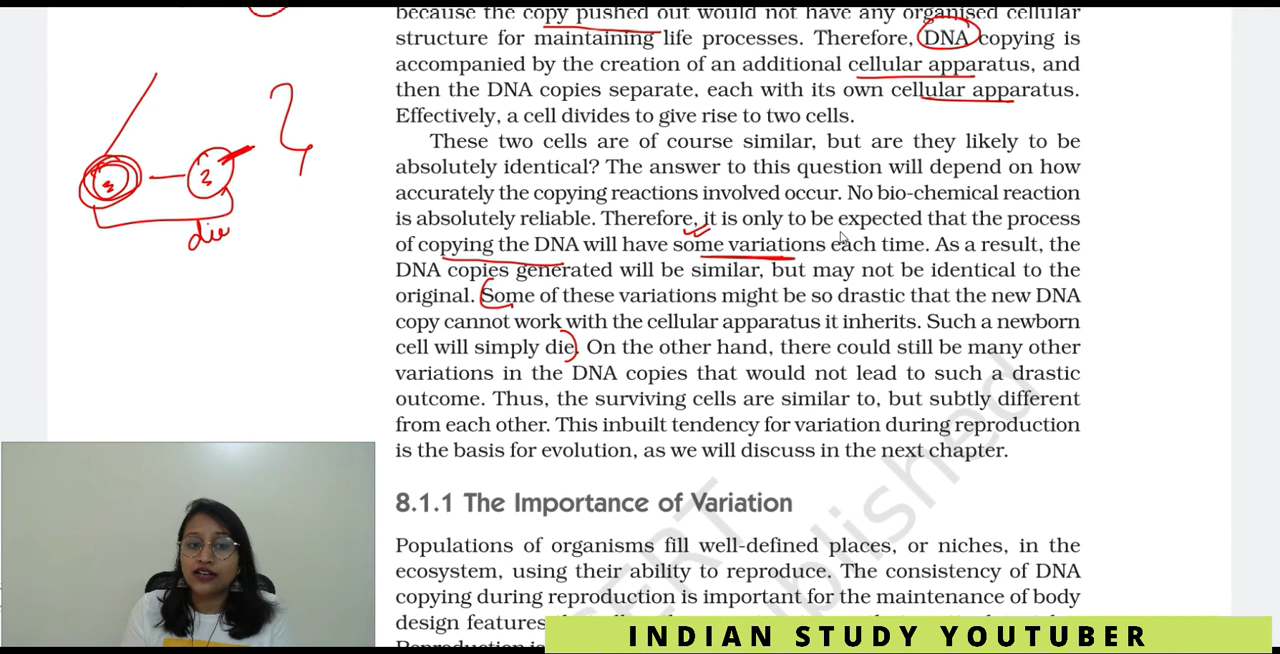 because the copy pushed out would not have any organised cellular
structure for maintaining life processes. Therefore, DNA copying is
accompanied by the creation of an additional cellular apparatus, and
then the DNA copies separate, each with its own cellular apparatus.
Effectively, a cell divides to give rise to two cells.
These two cells are of course similar, but are they likely to be
absolutely identical? The answer to this question will depend on how
accurately the copying reactions involved occur. No bio-chemical reaction
is absolutely reliable. Therefore, it is only to be expected that the process
of copying the DNA will have some variations each time. As a result, the
DNA copies generated will be similar, but may not be identical to the
original. Some of these variations might be so drastic that the new DNA
copy cannot work with the cellular apparatus it inherits. Such a newborn
cell will simply die. On the other hand, there could still be many other
variations in the DNA copies that would not lead to such a drastic
outcome. Thus, the surviving cells are similar to, but subtly different
from each other. This inbuilt tendency for variation during reproduction
is the basis for evolution, as we will discuss in the next chapter.
die
8.1.1 The Importance of Variation
Populations of organisms fill well-defined places, or niches, in the
ecosystem, using their ability to reproduce. The consistency of DNA
copying during reproduction is important for the maintenance of body
design features
INDIAN STUDY YOUTUBER